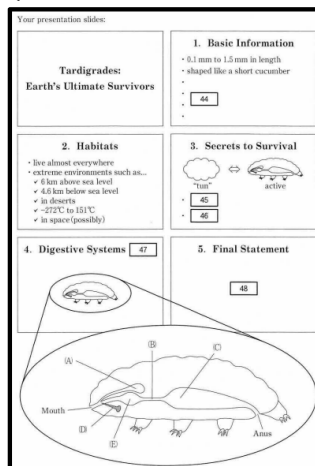 Your presentation slides:
Tardigrades:
Earth's Ultimate Survivors
1. Basic Information
・0.1 mm to 1.5 mm in length
・shaped like a short cucumber
・
・ 44
・
・
2. Habitats
・live almost everywhere
・extreme environments such as...
✓ 6 km above sea level
✓ 4.6 km below sea level
✓ in deserts
✓ −272℃ to 151℃
✓ in space (possibly)
3. Secrets to Survival
⇔
"tun" active
・ 45
・ 46
4. Digestive Systems 47
5. Final Statement
48
Ⓐ
Ⓑ
Ⓒ
Mouth
Ⓓ
Ⓔ
Anus